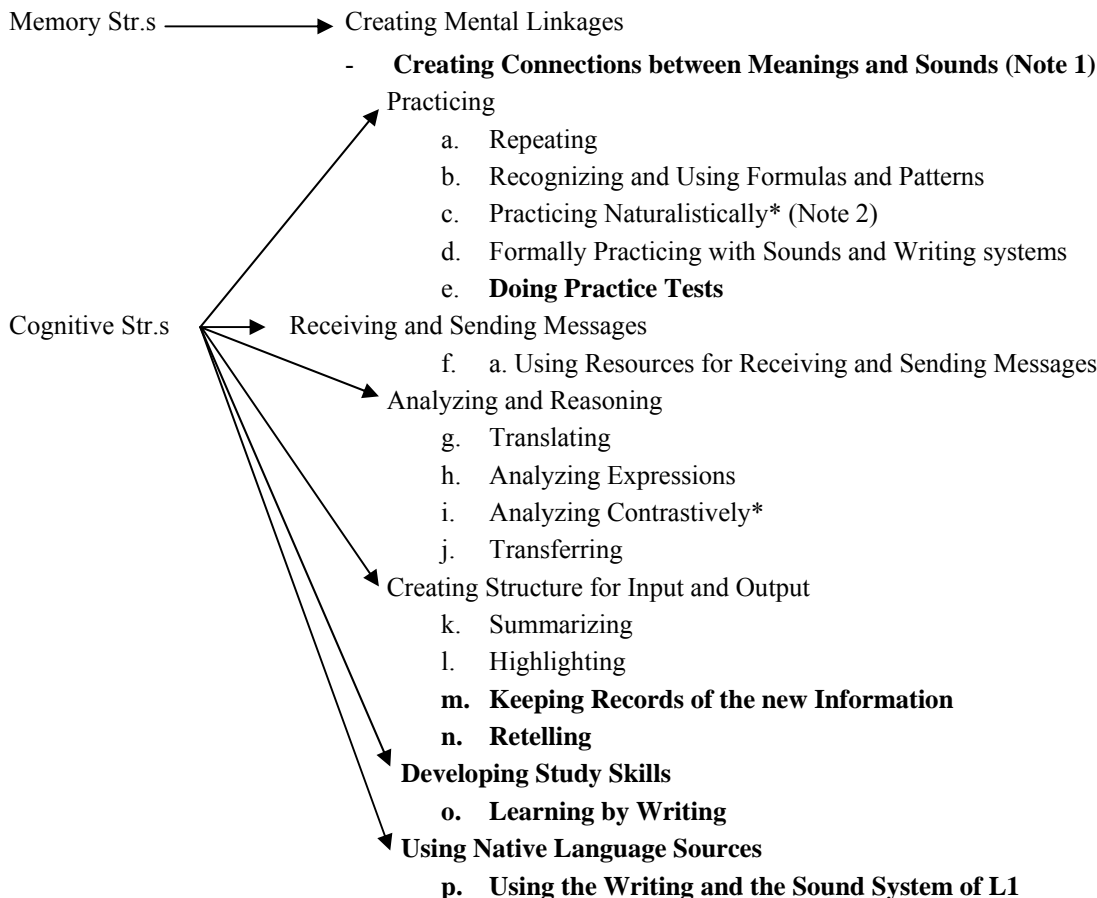 Memory Str.s Creating Mental Linkages
- Creating Connections between Meanings and Sounds (Note 1)
Practicing
a. Repeating
b. Recognizing and Using Formulas and Patterns
c. Practicing Naturalistically* (Note 2)
d. Formally Practicing with Sounds and Writing systems
e. Doing Practice Tests
Cognitive Str.s Receiving and Sending Messages
f. a. Using Resources for Receiving and Sending Messages
Analyzing and Reasoning
g. Translating
h. Analyzing Expressions
i. Analyzing Contrastively*
j. Transferring
Creating Structure for Input and Output
k. Summarizing
l. Highlighting
m. Keeping Records of the new Information
n. Retelling
Developing Study Skills
o. Learning by Writing
Using Native Language Sources
p. Using the Writing and the Sound System of L1